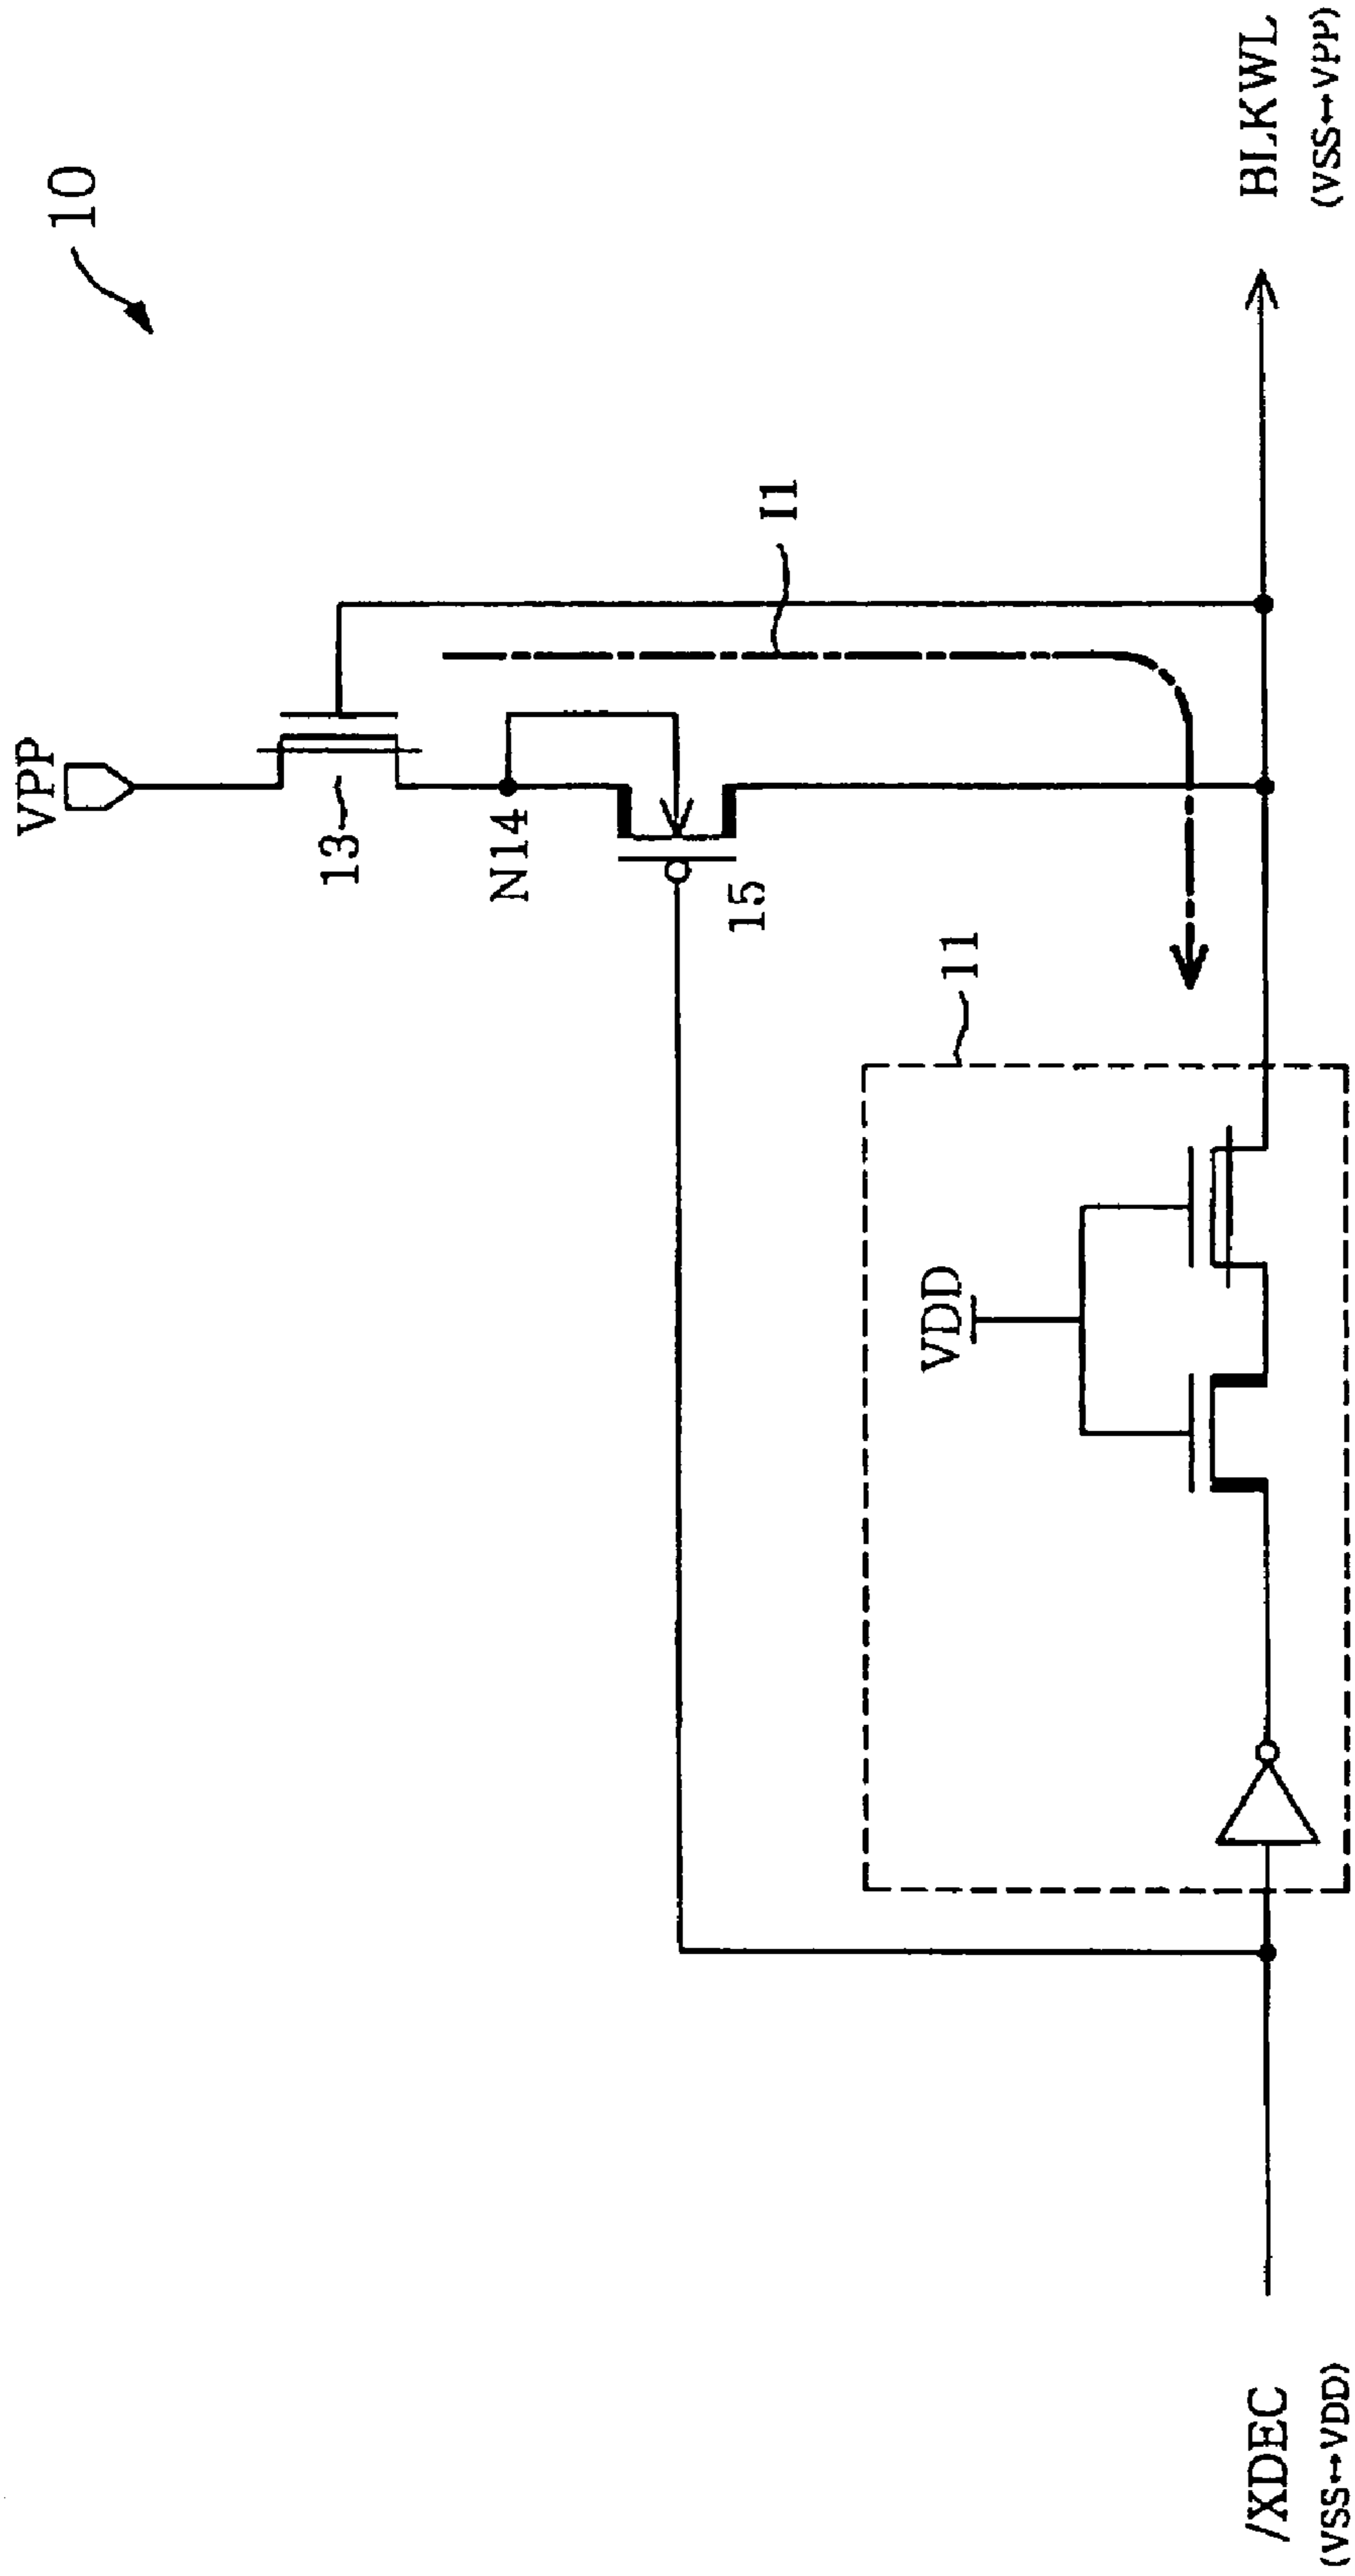 10
VPP
13
N14
15
I1
11
VDD
/XDEC
(VSS↔VDD)
BLKWL
(VSS↔VPP)